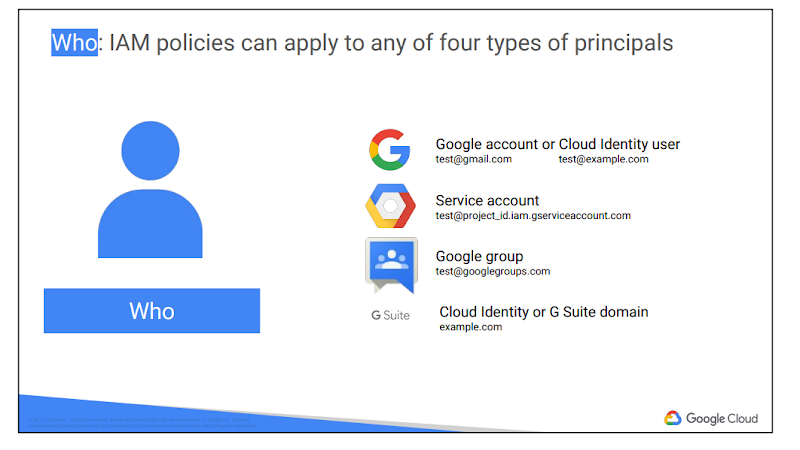 Who: IAM policies can apply to any of four types of principals
Google account or Cloud Identity user
test@gmail.com test@example.com
Service account
test@project_id.iam.gserviceaccount.com
Google group
test@googlegroups.com
Who
G Suite
Cloud Identity or G Suite domain
example.com
Google Cloud